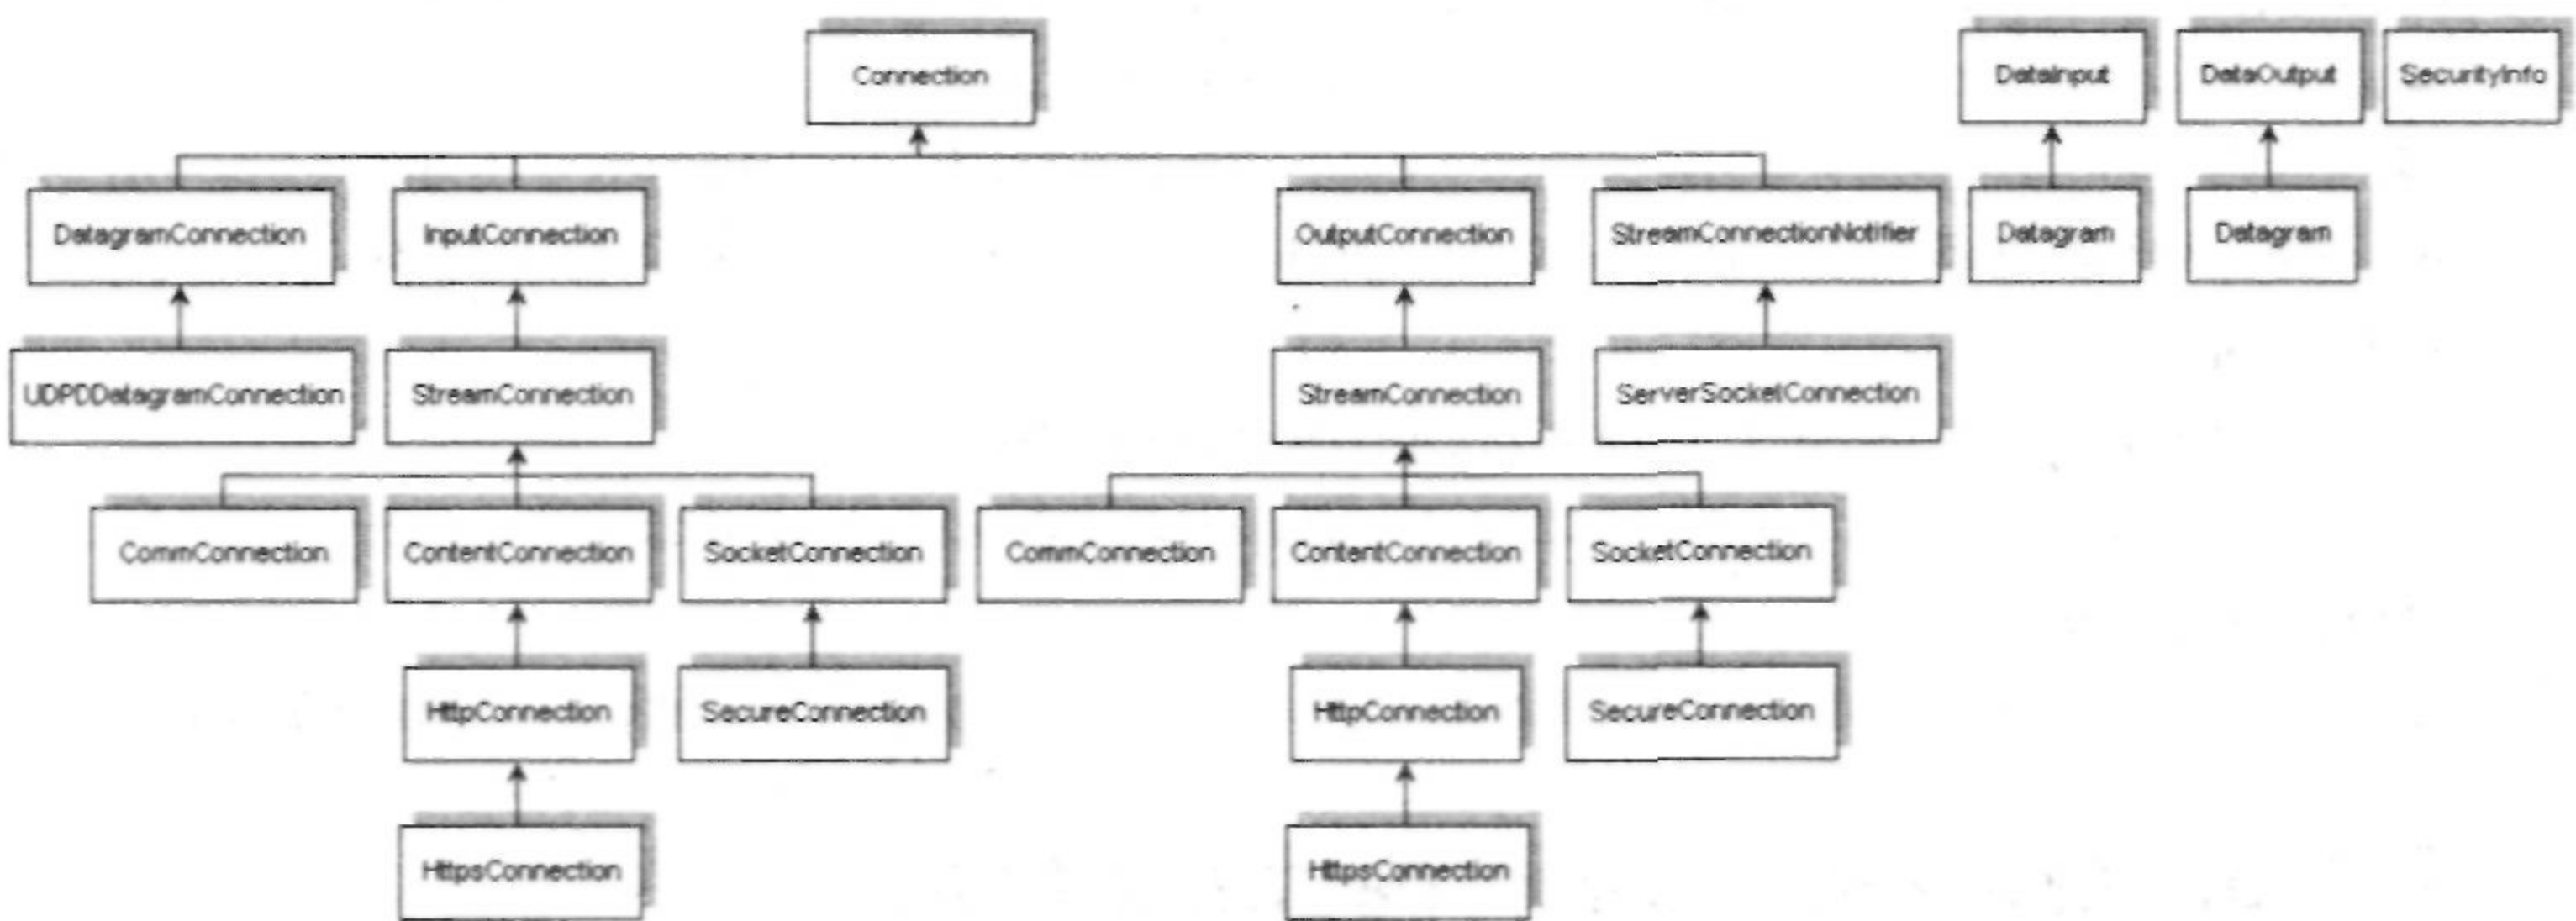 Connection
DataInput
DataOutput
SecurityInfo
DatagramConnection
InputConnection
OutputConnection
StreamConnectionNotifier
Datagram
Datagram
UDPDDatagramConnection
StreamConnection
StreamConnection
ServerSocketConnection
CommConnection
ContentConnection
SocketConnection
CommConnection
ContentConnection
SocketConnection
HttpConnection
SecureConnection
HttpConnection
SecureConnection
HttpsConnection
HttpsConnection